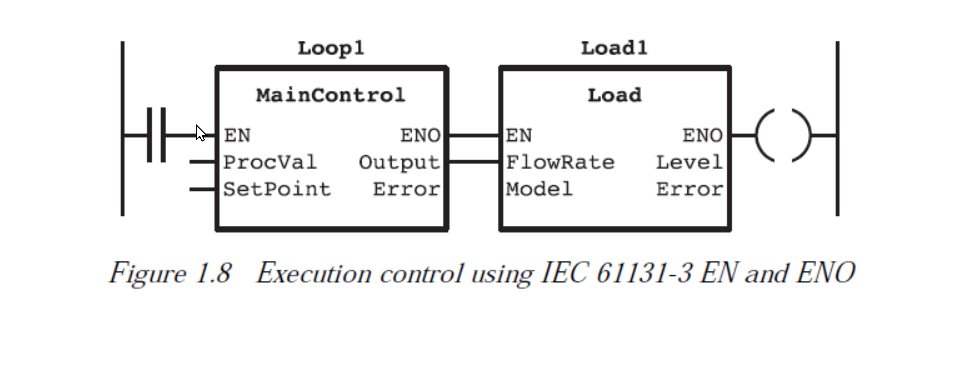 Loop1 Load1
MainControl Load
EN ENO EN ENO
ProcVal Output FlowRate Level
SetPoint Error Model Error
Figure 1.8 Execution control using IEC 61131-3 EN and ENO